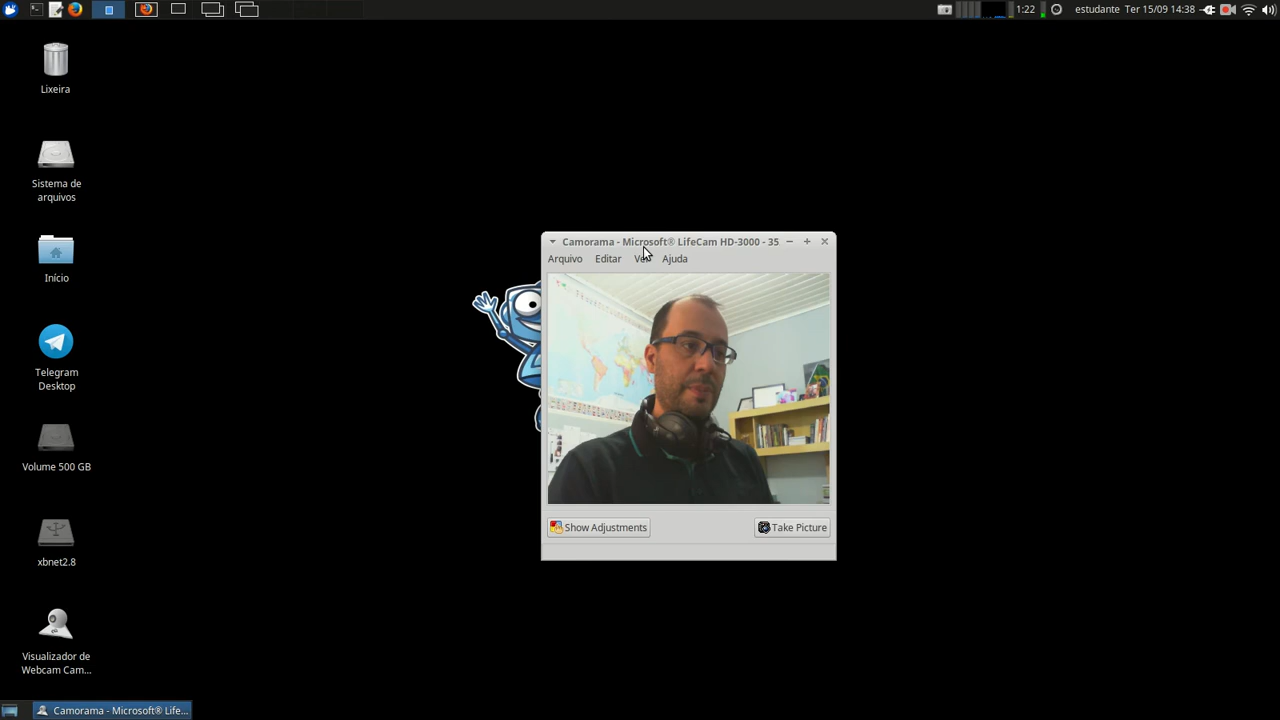 1:22
estudante Ter 15/09 14:38
Lixeira
Sistema de
arquivos
Início
Telegram
Desktop
Volume 500 GB
xbnet2.8
Visualizador de
Webcam Cam...
Camorama - Microsoft® LifeCam HD-3000 - 35
Arquivo Editar Ajuda
Show Adjustments Take Picture
Camorama - Microsoft® Life...